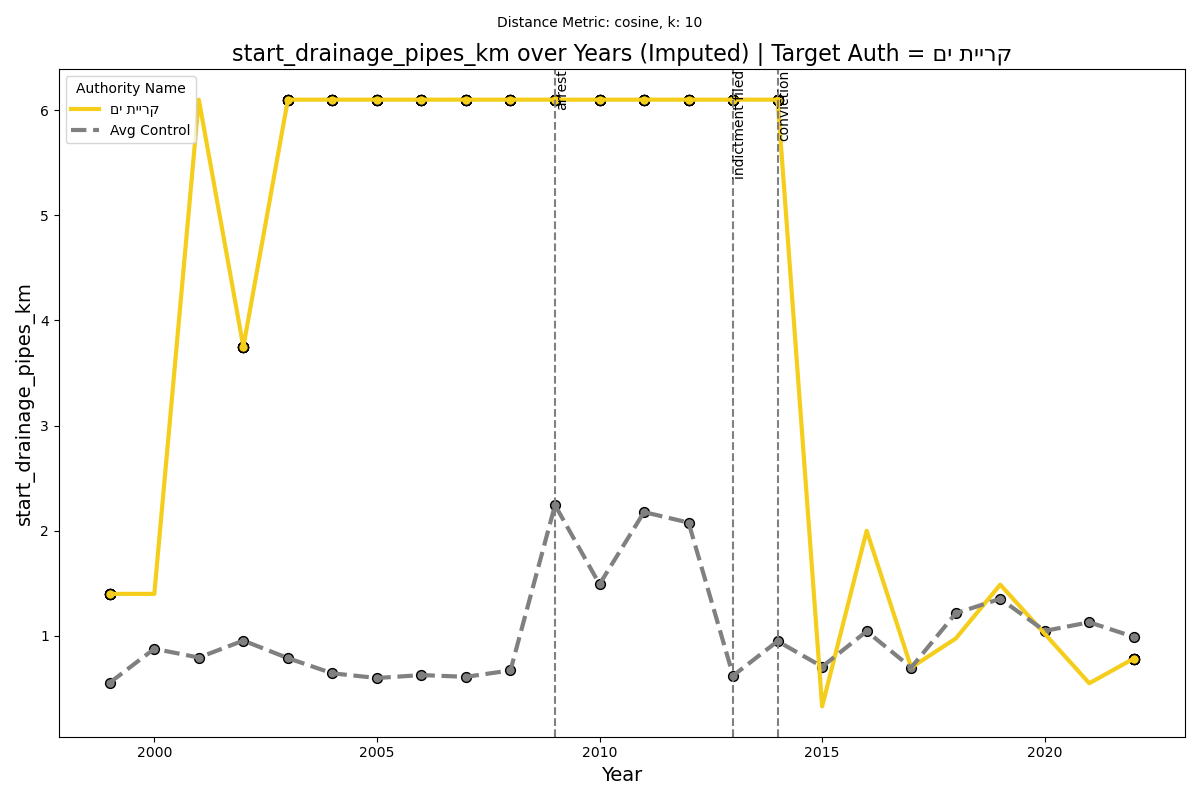 Distance Metric: cosine, k: 10
start_drainage_pipes_km over Years (Imputed) | Target Auth = קריית ים
Authority Name
קריית ים
Avg Control
arrest
indictment filed
conviction
start_drainage_pipes_km
6
5
4
3
2
1
2000 2005 2010 2015 2020
Year